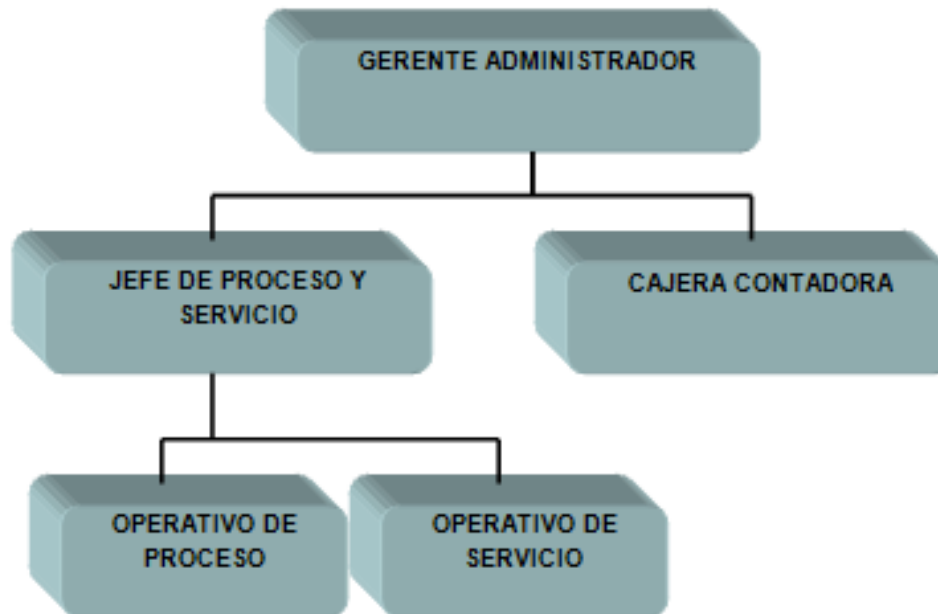 GERENTE ADMINISTRADOR
JEFE DE PROCESO Y
SERVICIO
CAJERA CONTADORA
OPERATIVO DE
PROCESO
OPERATIVO DE
SERVICIO